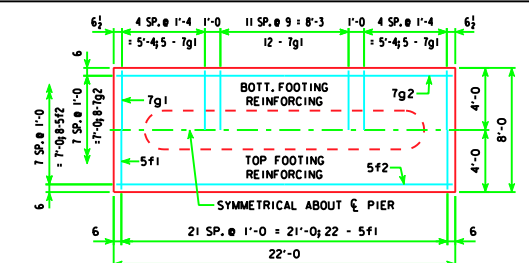 6½ 4 SP.@ 1'-4 1'-0 11 SP.@ 9 = 8'-3 1'-0 4 SP.@ 1'-4 6½
= 5'-4; 5 - 7g1 12 - 7g1 = 5'-4; 5 - 7g1
6
7 SP.@ 1'-0
= 7'-0; 8-5f2
6
7 SP.@ 1'-0
=7'-0; 8-7g2
7g1
BOTT. FOOTING
REINFORCING
7g2
4'-0
8'-0
4'-0
5f1
TOP FOOTING
REINFORCING
5f2
SYMMETRICAL ABOUT ℄ PIER
6 21 SP.@ 1'-0 = 21'-0; 22 - 5f1 6
22'-0